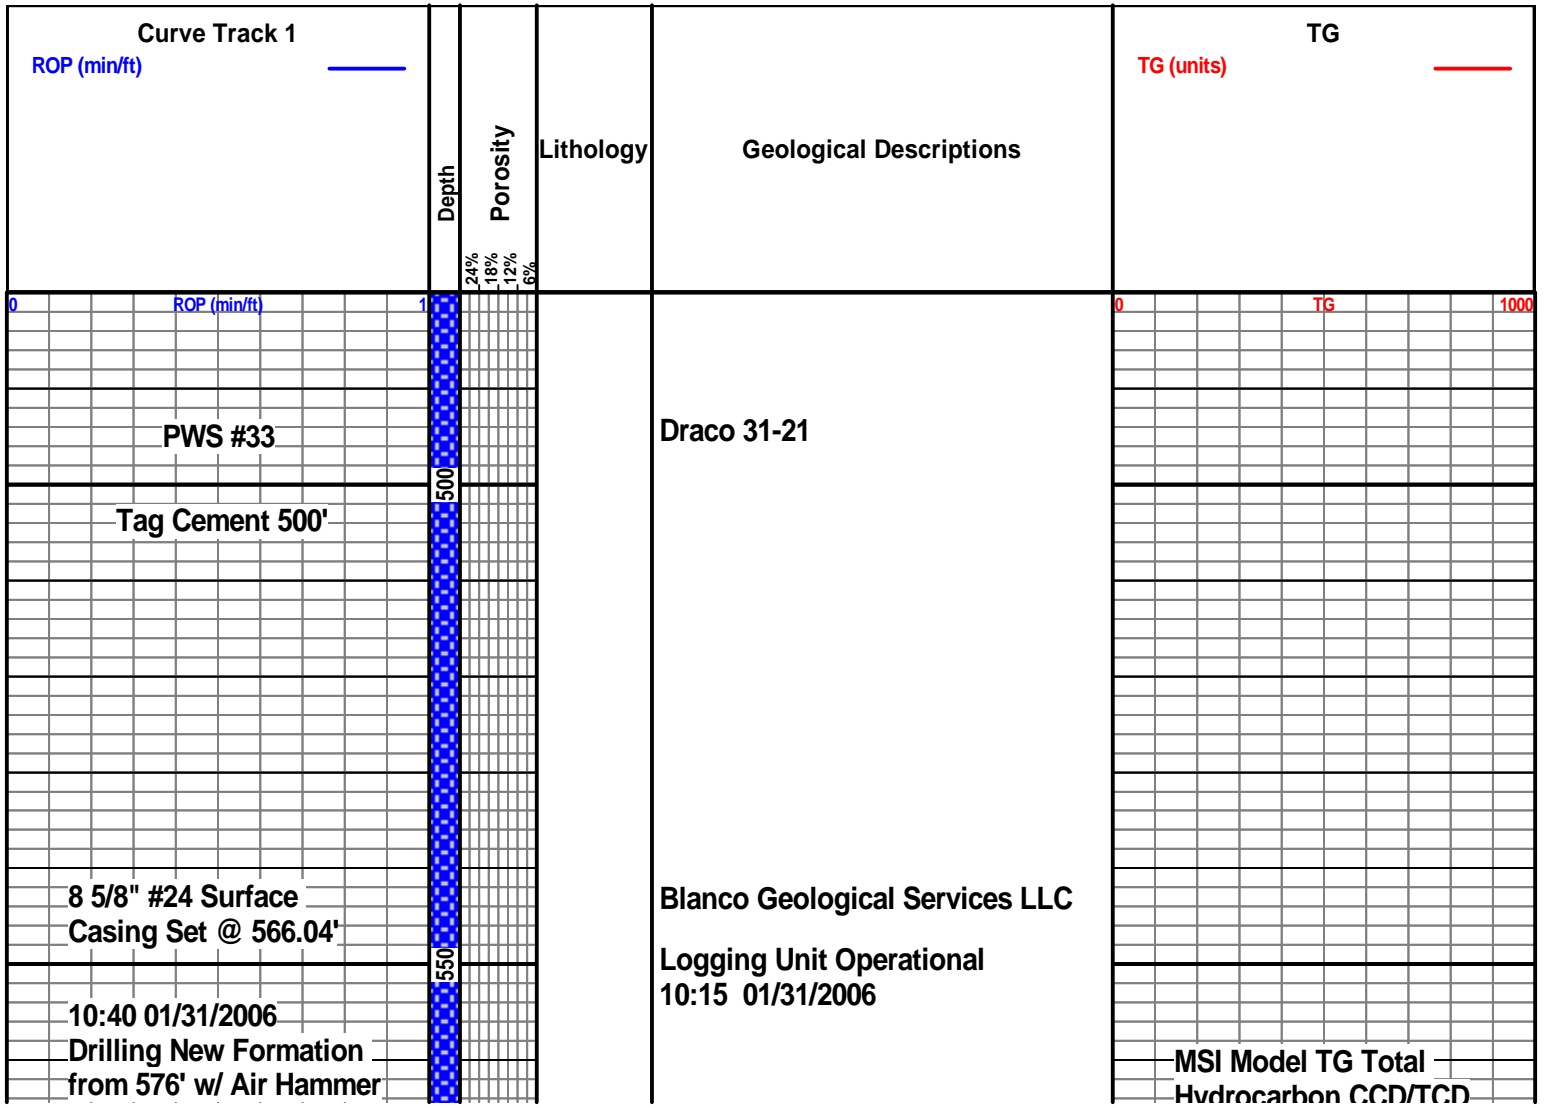 Curve Track 1
ROP (min/ft)
Depth
Porosity
24%
18%
12%
6%
Lithology
Geological Descriptions
TG
TG (units)
0 ROP (min/ft) 1
0 TG 1000
PWS #33
Draco 31-21
500
Tag Cement 500'
8 5/8" #24 Surface
Casing Set @ 566.04'
Blanco Geological Services LLC
550
Logging Unit Operational
10:15 01/31/2006
10:40 01/31/2006
Drilling New Formation
from 576' w/ Air Hammer
MSI Model TG Total
Hydrocarbon CCD/TCD